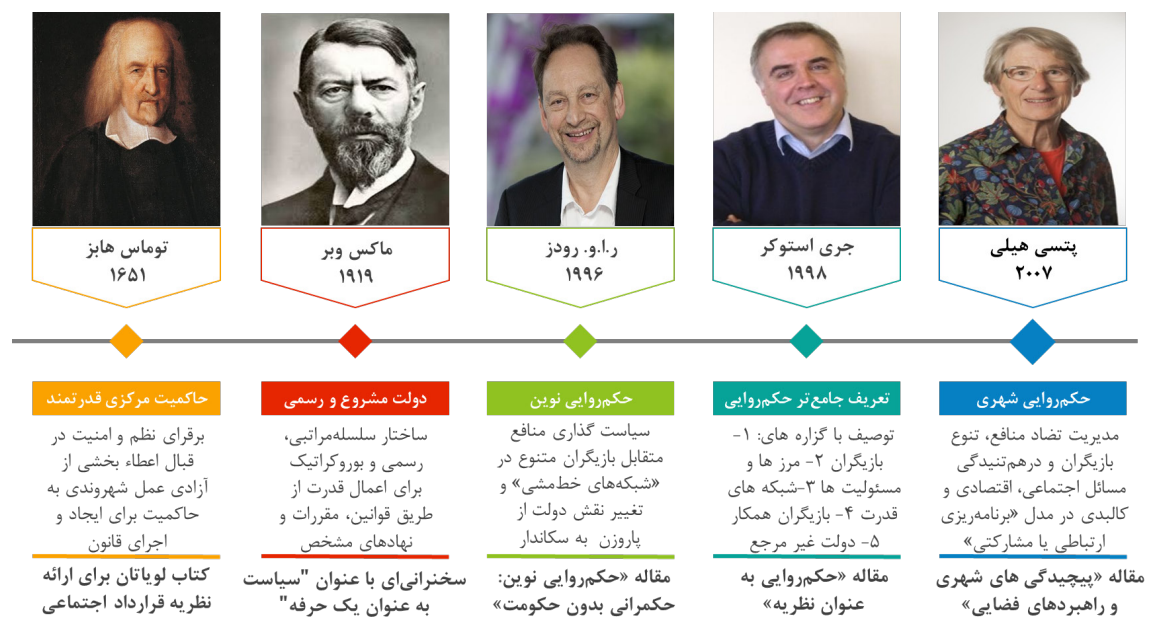 توماس هابز
۱۶۵۱
ماکس وبر
۱۹۱۹
ر.ا.و. رودز
۱۹۹۶
جری استوکر
۱۹۹۸
پتسی هیلی
۲۰۰۷
حاکمیت مرکزی قدرتمند
برقرای نظم و امنیت در
قبال اعطاء بخشی از
آزادی عمل شهروندی به
حاکمیت برای ایجاد و
اجرای قانون
کتاب لویاتان برای ارائه
نظریه قرارداد اجتماعی
دولت مشروع و رسمی
ساختار سلسله‌مراتبی،
رسمی و بوروکراتیک
برای اعمال قدرت از
طریق قوانین، مقررات و
نهادهای مشخص
سخنرانی‌ای با عنوان "سیاست
به عنوان یک حرفه"
حکم‌روایی نوین
سیاست گذاری منافع
متقابل بازیگران متنوع در
«شبکه‌های خط‌مشی» و
تغییر نقش دولت از
پاروزن به سکاندار
مقاله «حکم‌روایی نوین:
حکمرانی بدون حکومت»
تعریف جامع‌تر حکم‌روایی
توصیف با گزاره های: ۱-
بازیگران ۲- مرز ها و
مسئولیت ها ۳-شبکه های
قدرت ۴- بازیگران همکار
۵- دولت غیر مرجع
مقاله «حکم‌روایی به
عنوان نظریه»
حکم‌روایی شهری
مدیریت تضاد منافع، تنوع
بازیگران و درهم‌تنیدگی
مسائل اجتماعی، اقتصادی و
کالبدی در مدل «برنامه‌ریزی
ارتباطی یا مشارکتی»
مقاله «پیچیدگی های شهری
و راهبردهای فضایی»